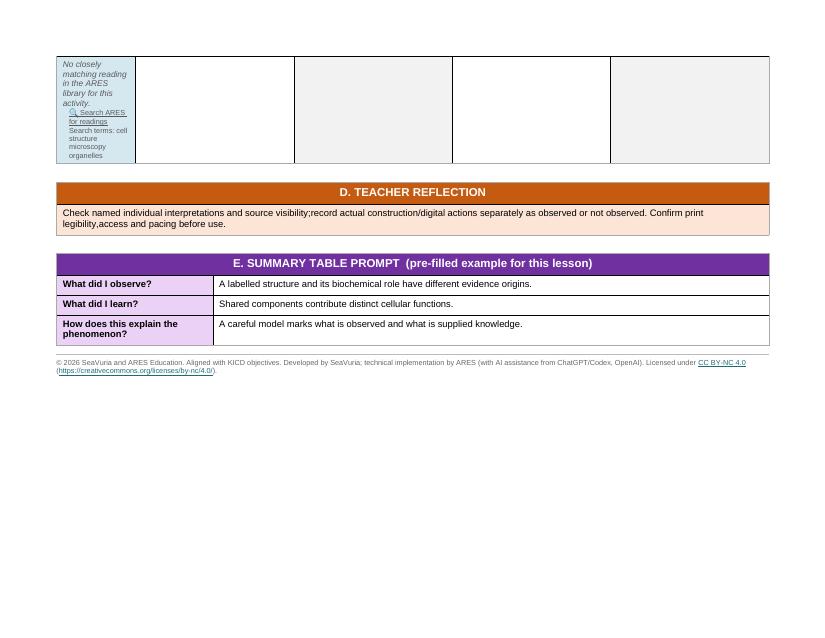 No closely
matching reading
in the ARES
library for this
activity.
🔍 Search ARES
for readings
Search terms: cell
structure
microscopy
organelles
D. TEACHER REFLECTION
Check named individual interpretations and source visibility;record actual construction/digital actions separately as observed or not observed. Confirm print
legibility,access and pacing before use.
E. SUMMARY TABLE PROMPT (pre-filled example for this lesson)
What did I observe? A labelled structure and its biochemical role have different evidence origins.
What did I learn? Shared components contribute distinct cellular functions.
How does this explain the A careful model marks what is observed and what is supplied knowledge.
phenomenon?
© 2026 SeaVuria and ARES Education. Aligned with KICD objectives. Developed by SeaVuria; technical implementation by ARES (with AI assistance from ChatGPT/Codex, OpenAI). Licensed under CC BY-NC 4.0
(https://creativecommons.org/licenses/by-nc/4.0/).